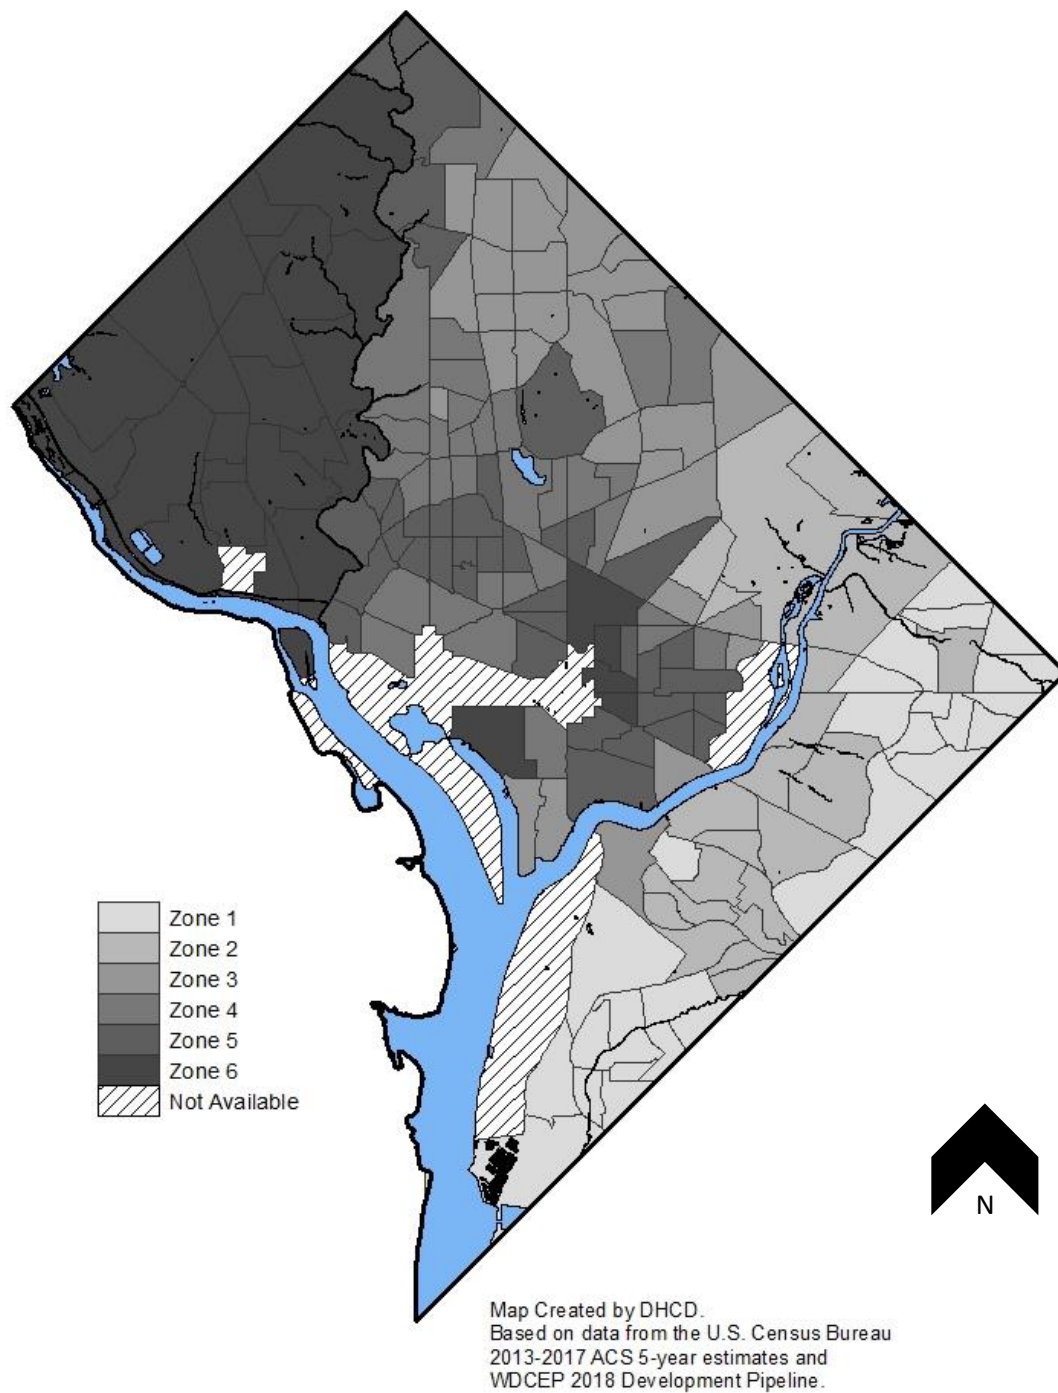 Zone 1
Zone 2
Zone 3
Zone 4
Zone 5
Zone 6
Not Available
N
Map Created by DHCD.
Based on data from the U.S. Census Bureau
2013-2017 ACS 5-year estimates and
WDCEP 2018 Development Pipeline.